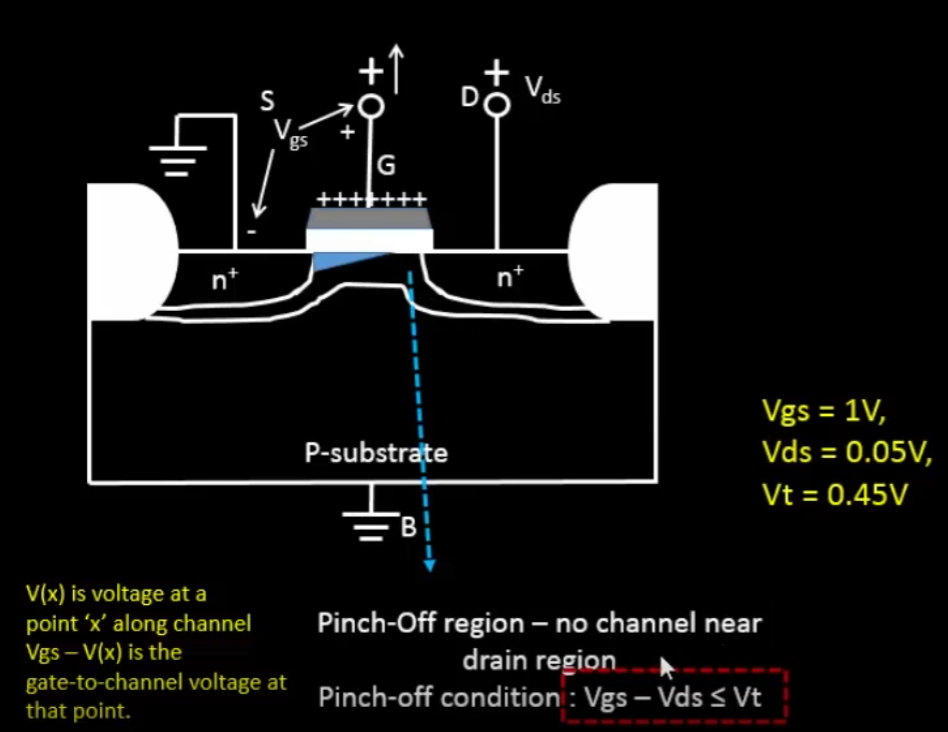 +
+
S
D
Vds
Vgs
+
G
+++++++
-
n⁺
n⁺
Vgs = 1V,
Vds = 0.05V,
P-substrate
Vt = 0.45V
B
V(x) is voltage at a
point ‘x’ along channel
Vgs – V(x) is the
gate-to-channel voltage at
that point.
Pinch-Off region – no channel near
drain region
Pinch-off condition : Vgs – Vds ≤ Vt